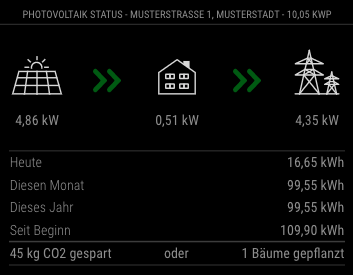 PHOTOVOLTAIK STATUS - MUSTERSTRASSE 1, MUSTERSTADT - 10,05 KWP
4,86 kW 0,51 kW 4,35 kW
Heute 16,65 kWh
Diesen Monat 99,55 kWh
Dieses Jahr 99,55 kWh
Seit Beginn 109,90 kWh
45 kg CO2 gespart oder 1 Bäume gepflanzt